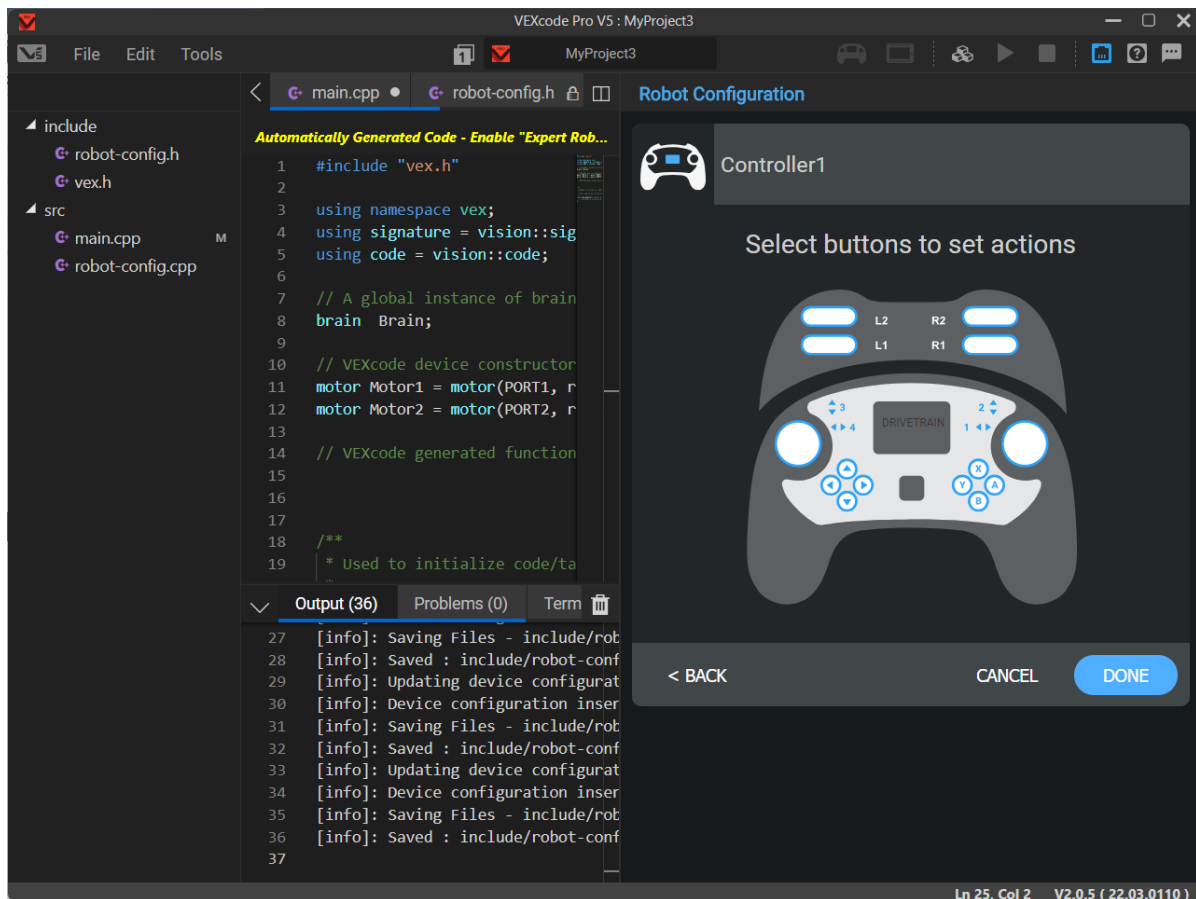 VEXcode Pro V5 : MyProject3
V5 File Edit Tools
1 MyProject3
main.cpp robot-config.h
Robot Configuration
include
robot-config.h
vex.h
src
main.cpp M
robot-config.cpp
Automatically Generated Code - Enable "Expert Rob...
1 #include "vex.h"
2
3 using namespace vex;
4 using signature = vision::sig
5 using code = vision::code;
6
7 // A global instance of brain
8 brain Brain;
9
10 // VEXcode device constructor
11 motor Motor1 = motor(PORT1, r
12 motor Motor2 = motor(PORT2, r
13
14 // VEXcode generated function
15
16
17
18 /**
19 * Used to initialize code/ta
Output (36) Problems (0) Term
27 [info]: Saving Files - include/rob
28 [info]: Saved : include/robot-conf
29 [info]: Updating device configurat
30 [info]: Device configuration inser
31 [info]: Saving Files - include/rob
32 [info]: Saved : include/robot-conf
33 [info]: Updating device configurat
34 [info]: Device configuration inser
35 [info]: Saving Files - include/rob
36 [info]: Saved : include/robot-conf
37
Controller1
Select buttons to set actions
L2 R2
L1 R1
3 2
4 DRIVETRAIN 1
X
Y A
B
< BACK CANCEL DONE
Ln 25, Col 2 V2.0.5 ( 22.03.0110 )